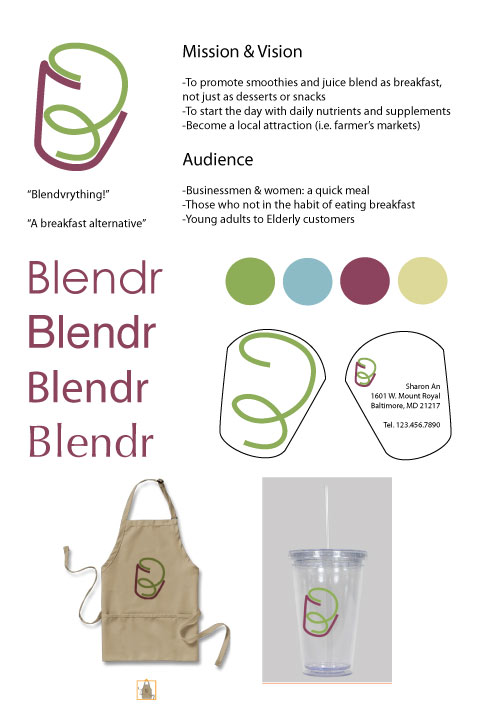 Mission & Vision
-To promote smoothies and juice blend as breakfast,
not just as desserts or snacks
-To start the day with daily nutrients and supplements
-Become a local attraction (i.e. farmer's markets)
Audience
-Businessmen & women: a quick meal
-Those who not in the habit of eating breakfast
-Young adults to Elderly customers
"Blendvrything!"
"A breakfast alternative"
Blendr
Blendr
Blendr
Blendr
Sharon An
1601 W. Mount Royal
Baltimore, MD 21217
Tel. 123.456.7890